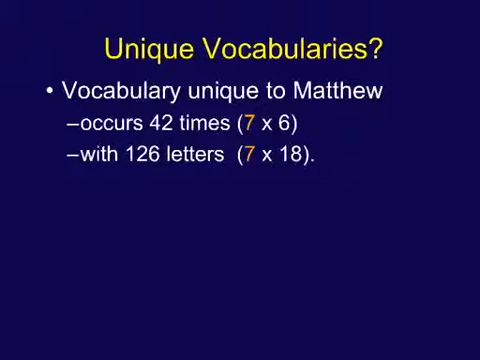 Unique Vocabularies?
• Vocabulary unique to Matthew
–occurs 42 times (7 x 6)
–with 126 letters (7 x 18).